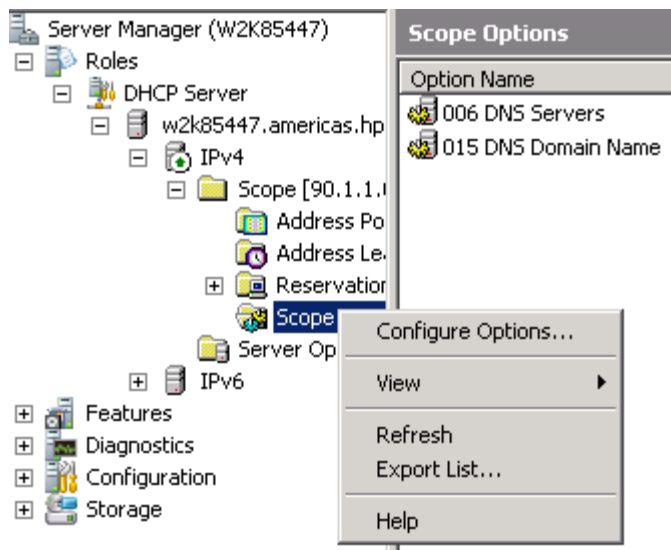 Server Manager (W2K85447)
Roles
DHCP Server
w2k85447.americas.hp
IPv4
Scope [90.1.1.
Address Po
Address Le
Reservation
Scope
Server Op
IPv6
Features
Diagnostics
Configuration
Storage
Scope Options
Option Name
006 DNS Servers
015 DNS Domain Name
Configure Options...
View
Refresh
Export List...
Help